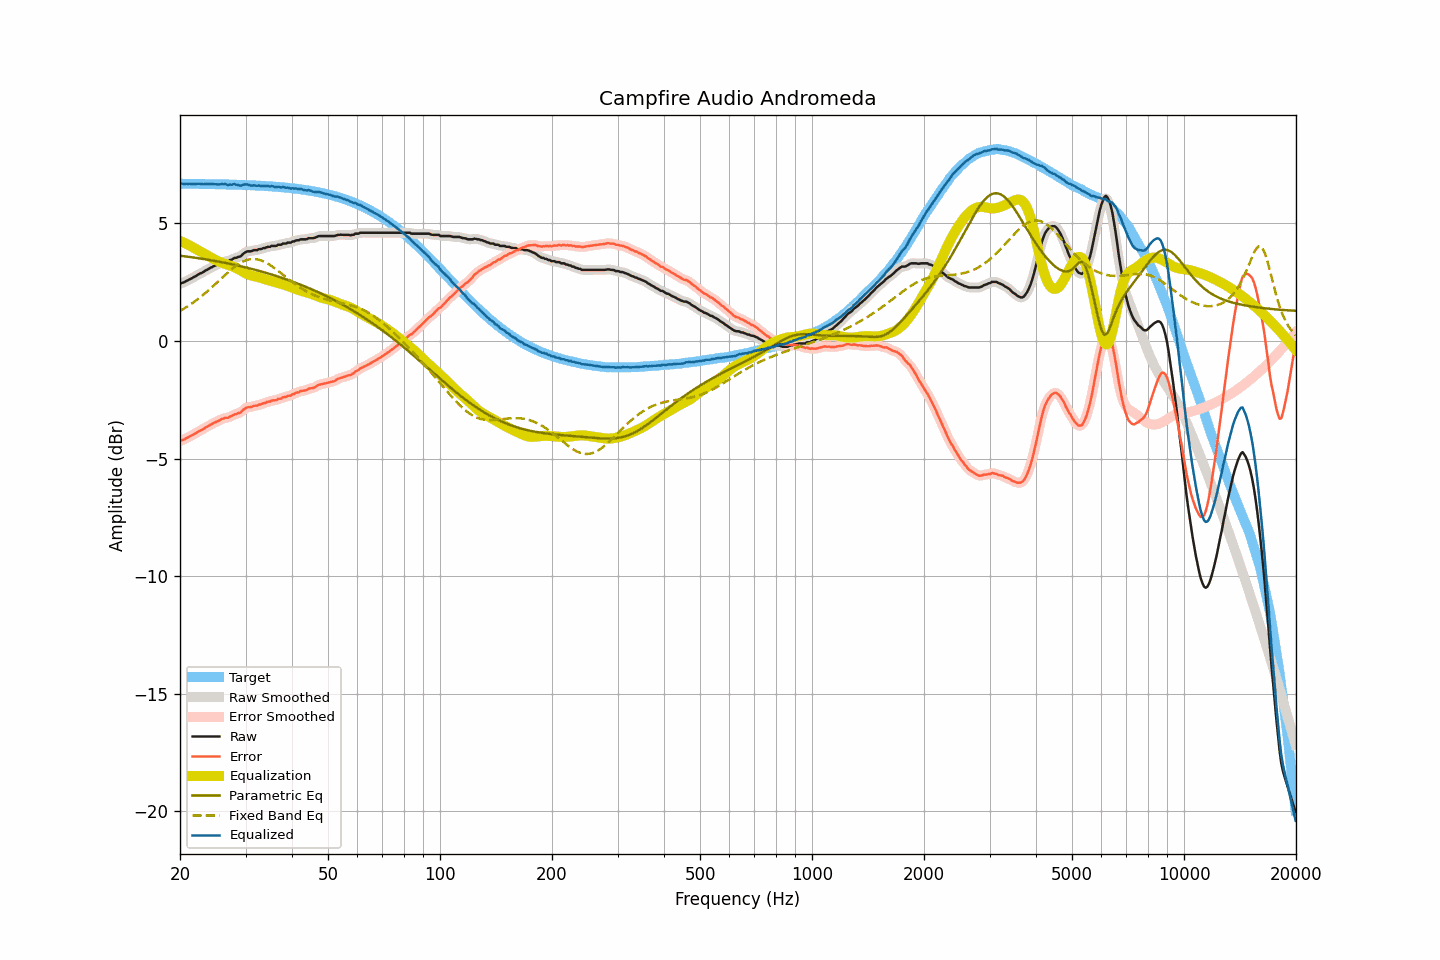 Campfire Audio Andromeda
Amplitude (dBr)
5
0
−5
−10
−15
−20
Target
Raw Smoothed
Error Smoothed
Raw
Error
Equalization
Parametric Eq
Fixed Band Eq
Equalized
20 50 100 200 500 1000 2000 5000 10000 20000
Frequency (Hz)